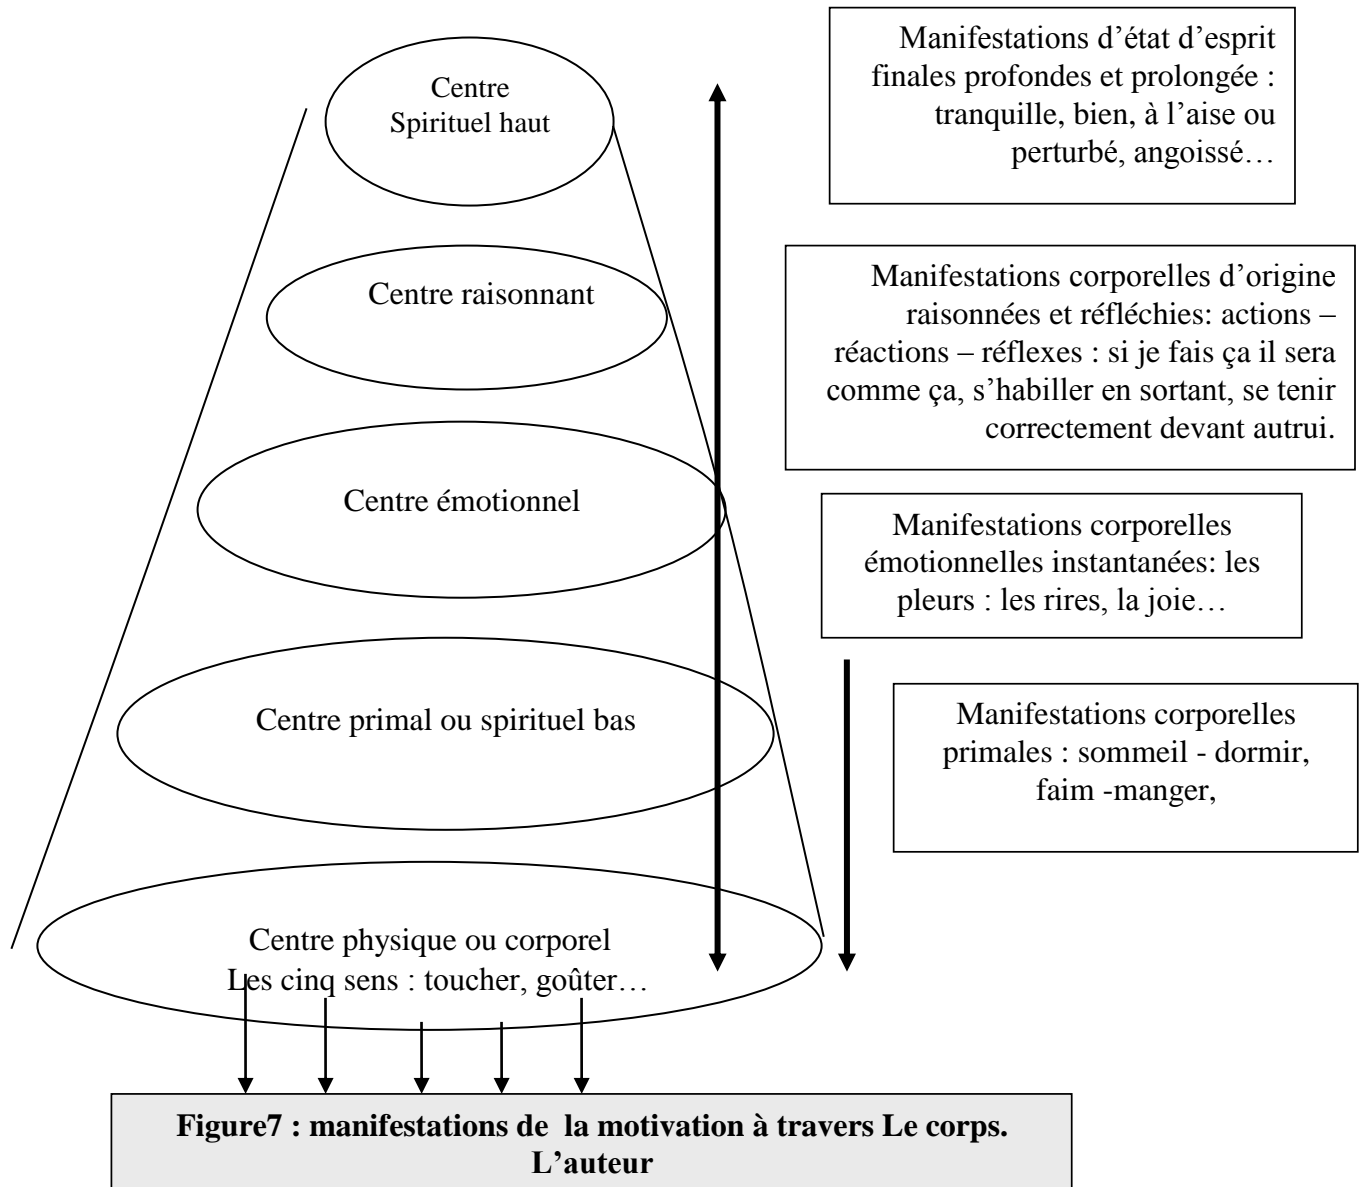 Centre
Spirituel haut
Manifestations d’état d’esprit
finales profondes et prolongée :
tranquille, bien, à l’aise ou
perturbé, angoissé…
Centre raisonnant
Manifestations corporelles d’origine
raisonnées et réfléchies: actions –
réactions – réflexes : si je fais ça il sera
comme ça, s’habiller en sortant, se tenir
correctement devant autrui.
Centre émotionnel
Manifestations corporelles
émotionnelles instantanées: les
pleurs : les rires, la joie…
Centre primal ou spirituel bas
Manifestations corporelles
primales : sommeil - dormir,
faim -manger,
Centre physique ou corporel
Les cinq sens : toucher, goûter…
Figure7 : manifestations de  la motivation à travers Le corps.
L’auteur